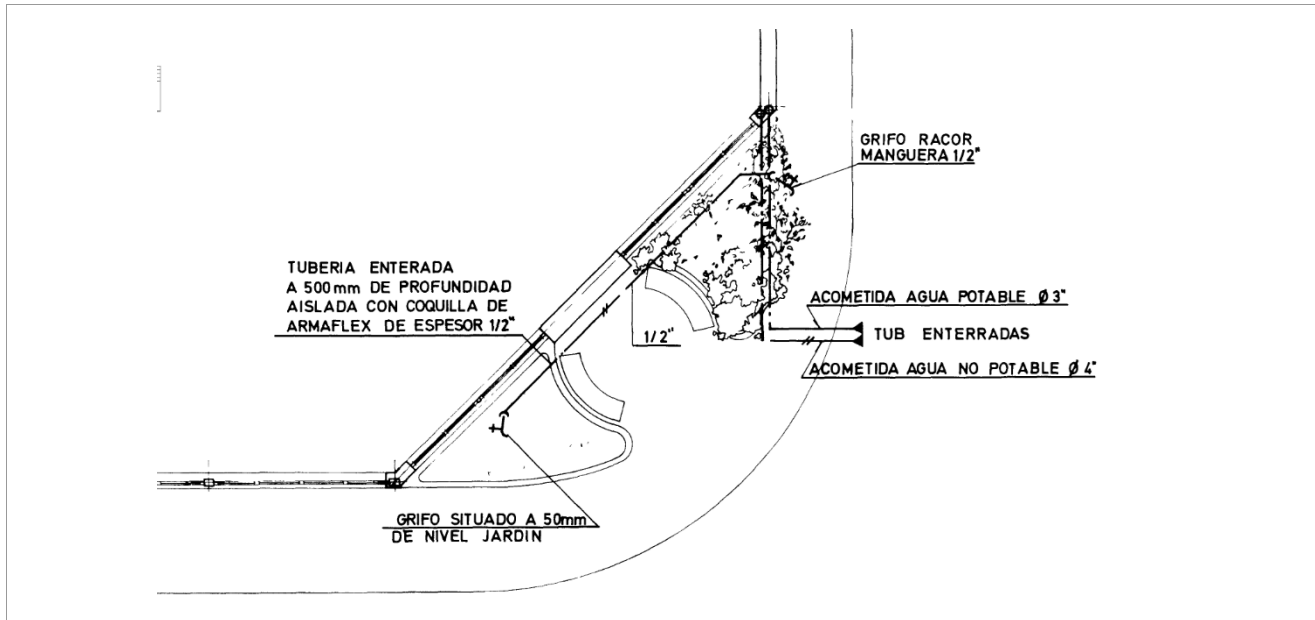 GRIFO RACOR
MANGUERA 1/2"
TUBERIA ENTERADA
A 500mm DE PROFUNDIDAD
AISLADA CON COQUILLA DE
ARMAFLEX DE ESPESOR 1/2"
1/2"
ACOMETIDA AGUA POTABLE Ø 3"
TUB ENTERRADAS
ACOMETIDA AGUA NO POTABLE Ø 4"
GRIFO SITUADO A 50mm
DE NIVEL JARDIN